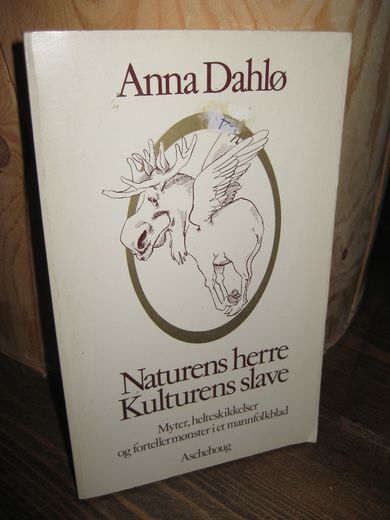 Anna Dahlø
Naturens herre
Kulturens slave
Myter, helteskikkelser
og fortellermønster i et mannfolkblad
Aschehoug